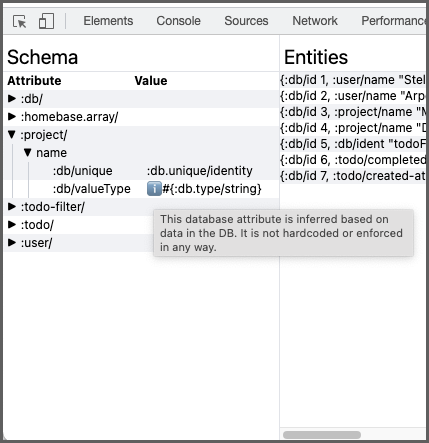 Elements Console Sources Network Performance
Schema
Attribute Value
:db/
:homebase.array/
:project/
name
:db/unique :db.unique/identity
:db/valueType #{:db.type/string}
:todo-filter/
:todo/
:user/
This database attribute is inferred based on
data in the DB. It is not hardcoded or enforced
in any way.
Entities
{:db/id 1, :user/name "Stel
{:db/id 2, :user/name "Arp
{:db/id 3, :project/name "M
{:db/id 4, :project/name "D
{:db/id 5, :db/ident "todoF
{:db/id 6, :todo/completed
{:db/id 7, :todo/created-at